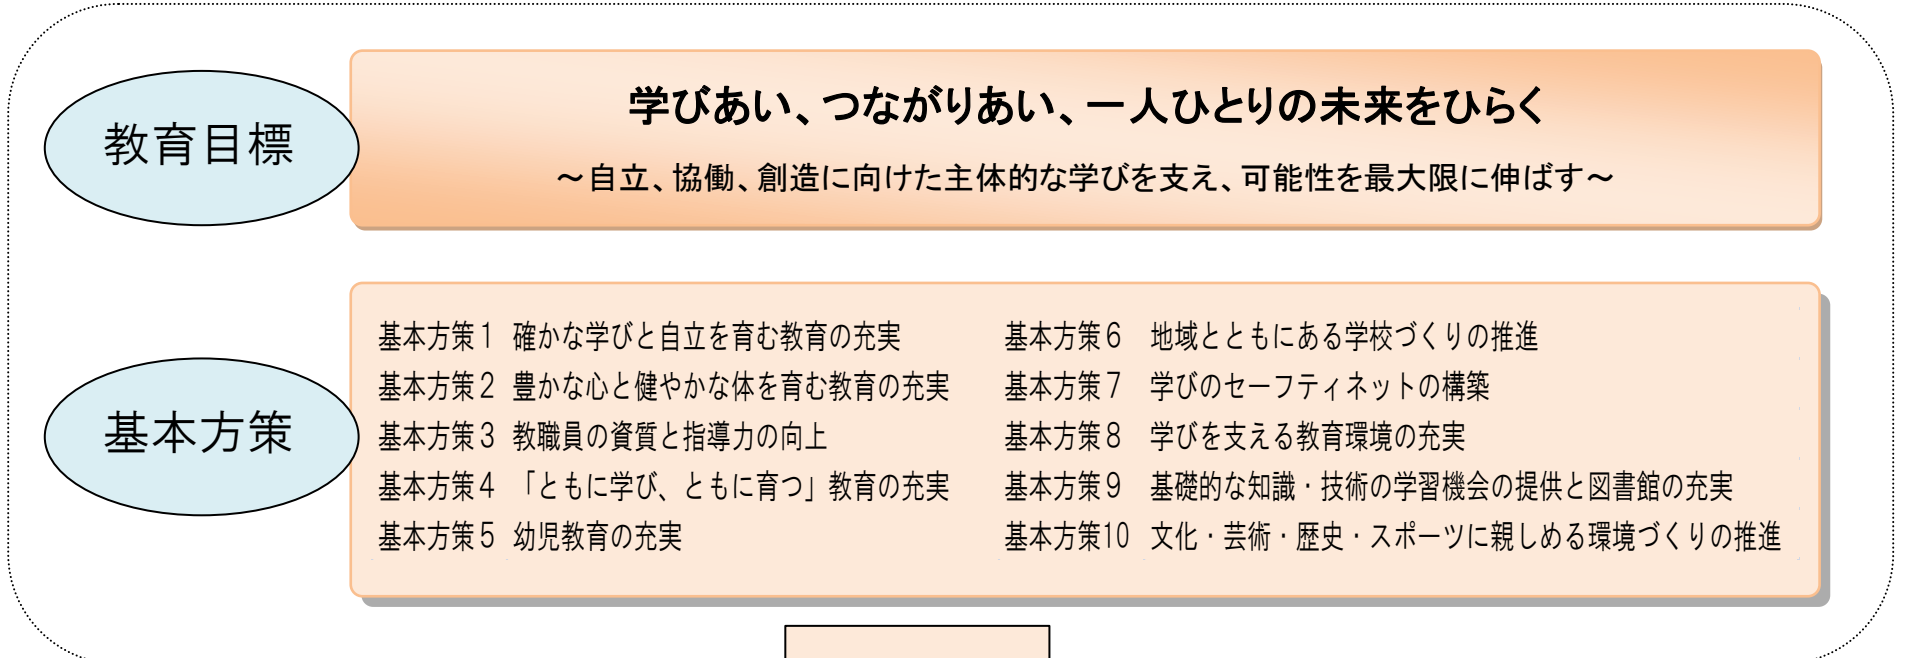 教育目標
学びあい、つながりあい、一人ひとりの未来をひらく
～自立、協働、創造に向けた主体的な学びを支え、可能性を最大限に伸ばす～
基本方策
基本方策１ 確かな学びと自立を育む教育の充実
基本方策２ 豊かな心と健やかな体を育む教育の充実
基本方策３ 教職員の資質と指導力の向上
基本方策４ 「ともに学び、ともに育つ」教育の充実
基本方策５ 幼児教育の充実
基本方策６ 地域とともにある学校づくりの推進
基本方策７ 学びのセーフティネットの構築
基本方策８ 学びを支える教育環境の充実
基本方策９ 基礎的な知識・技術の学習機会の提供と図書館の充実
基本方策10 文化・芸術・歴史・スポーツに親しめる環境づくりの推進